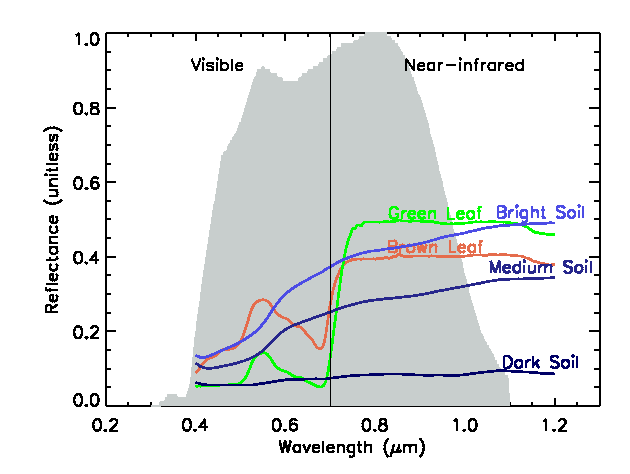 1.0
Visible
Near-infrared
0.8
0.6
Reflectance (unitless)
Green Leaf
Bright Soil
0.4
Brown Leaf
Medium Soil
0.2
Dark Soil
0.0
0.2 0.4 0.6 0.8 1.0 1.2
Wavelength (μm)